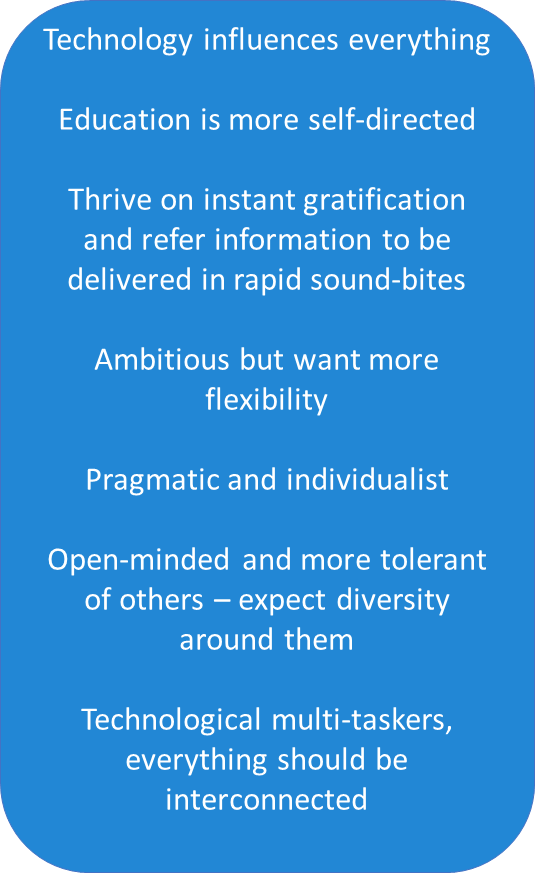 Technology influences everything
Education is more self-directed
Thrive on instant gratification
and refer information to be
delivered in rapid sound-bites
Ambitious but want more
flexibility
Pragmatic and individualist
Open-minded and more tolerant
of others – expect diversity
around them
Technological multi-taskers,
everything should be
interconnected